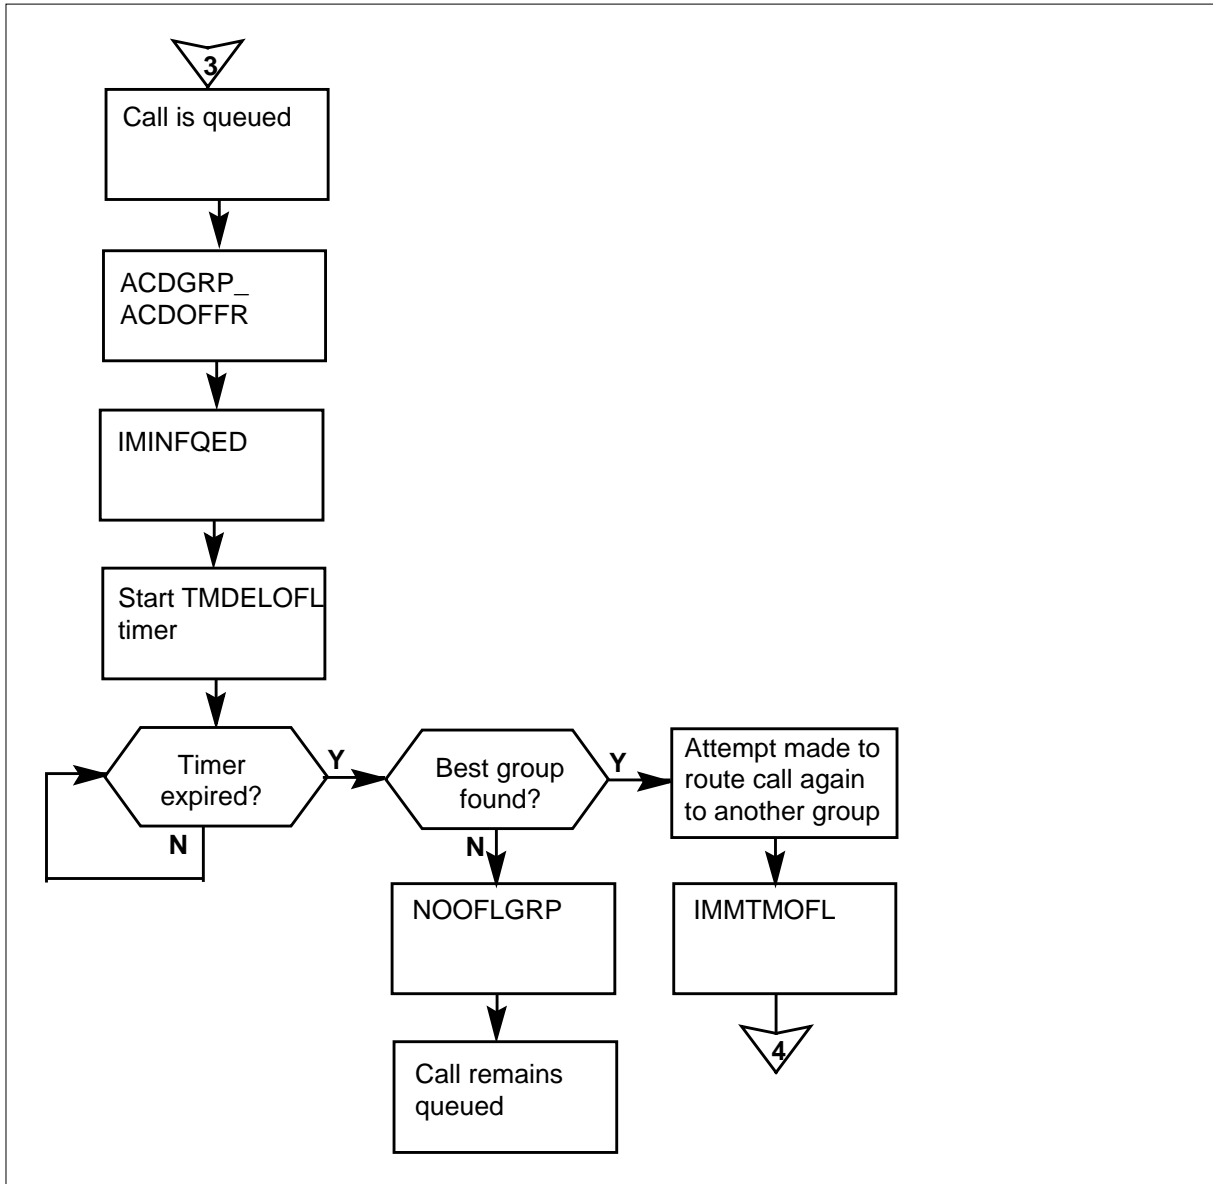 3
Call is queued
ACDGRP_
ACDOFFR
IMINFQED
Start TMDELOFL
timer
Timer
expired?
Y
N
Best group
found?
Y
N
Attempt made to
route call again
to another group
NOOFLGRP
IMMTMOFL
Call remains
queued
4